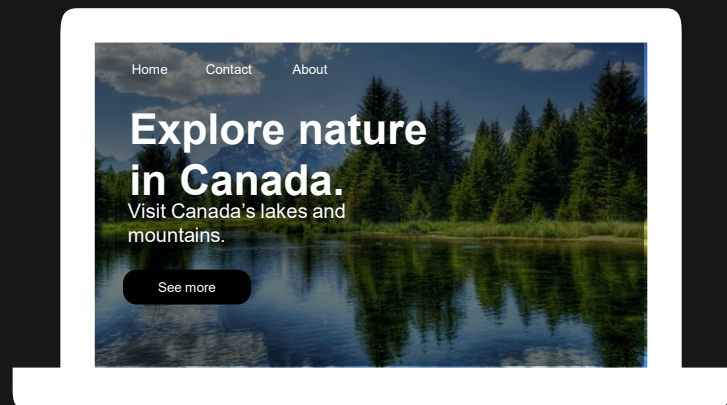 Home Contact About
Explore nature
in Canada.
Visit Canada’s lakes and
mountains.
See more